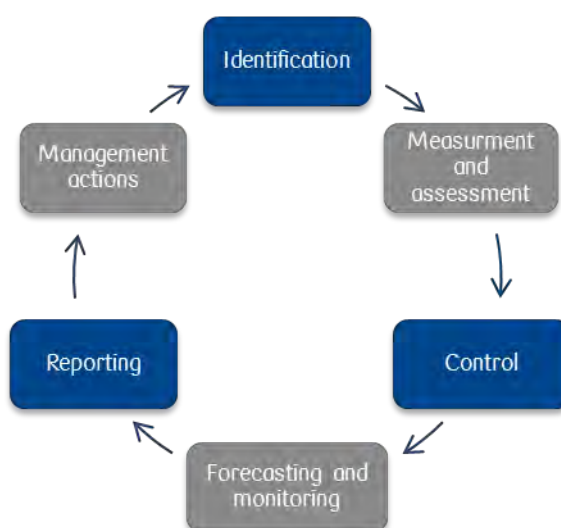 Identification
Measurment
and
assessment
Control
Forecasting and
monitoring
Reporting
Management
actions